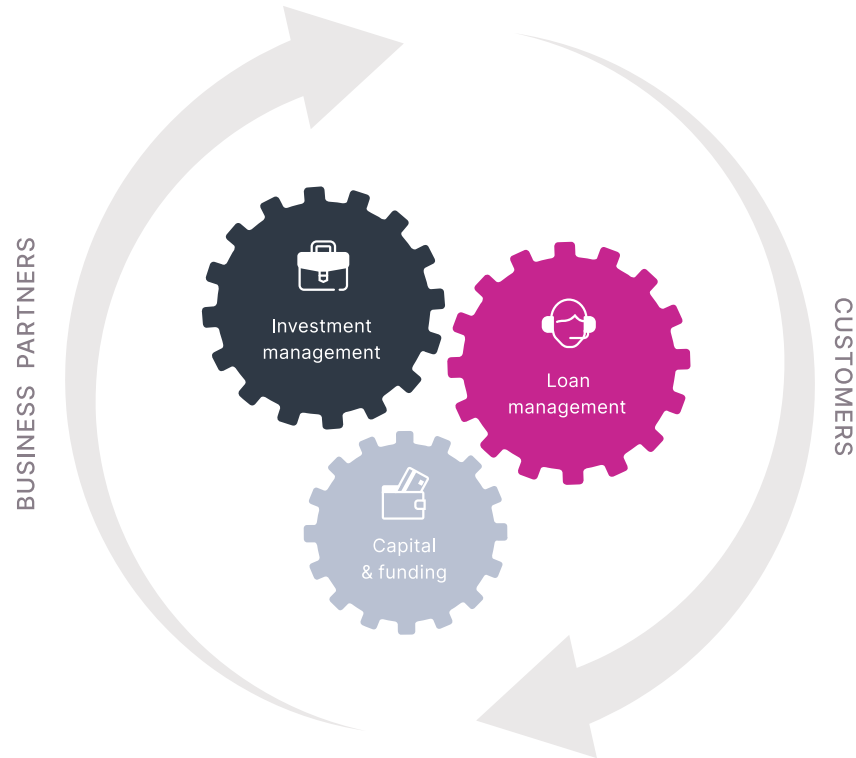 BUSINESS PARTNERS
Investment
management
Loan
management
Capital
& funding
CUSTOMERS